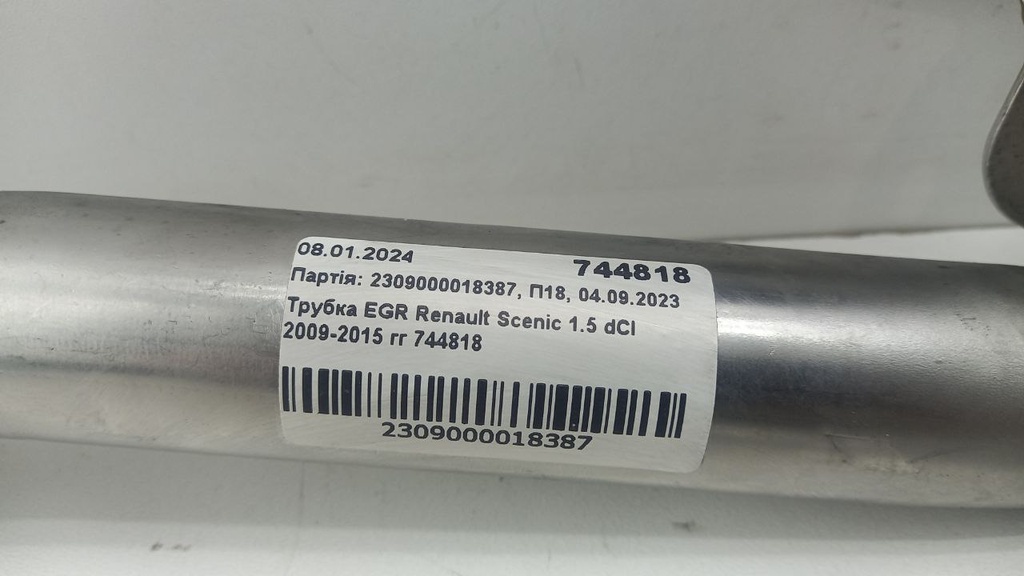 08.01.2024 744818
Партія: 2309000018387, П18, 04.09.2023
Трубка EGR Renault Scenic 1.5 dCI
2009-2015 гг 744818
2309000018387